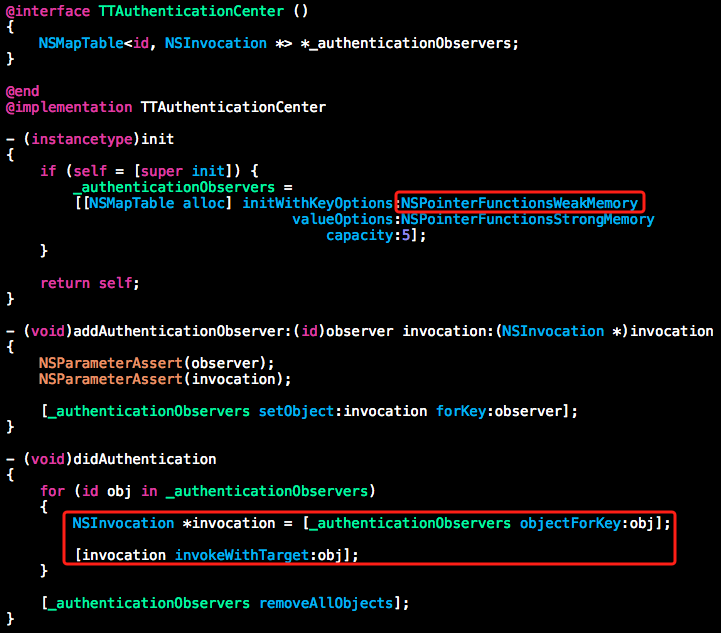 @interface TTAuthenticationCenter ()
{
NSMapTable<id, NSInvocation *> *_authenticationObservers;
}
@end
@implementation TTAuthenticationCenter
- (instancetype)init
{
if (self = [super init]) {
_authenticationObservers =
[[NSMapTable alloc] initWithKeyOptions:NSPointerFunctionsWeakMemory
valueOptions:NSPointerFunctionsStrongMemory
capacity:5];
}
return self;
}
- (void)addAuthenticationObserver:(id)observer invocation:(NSInvocation *)invocation
{
NSParameterAssert(observer);
NSParameterAssert(invocation);
[_authenticationObservers setObject:invocation forKey:observer];
}
- (void)didAuthentication
{
for (id obj in _authenticationObservers)
{
NSInvocation *invocation = [_authenticationObservers objectForKey:obj];
[invocation invokeWithTarget:obj];
}
[_authenticationObservers removeAllObjects];
}